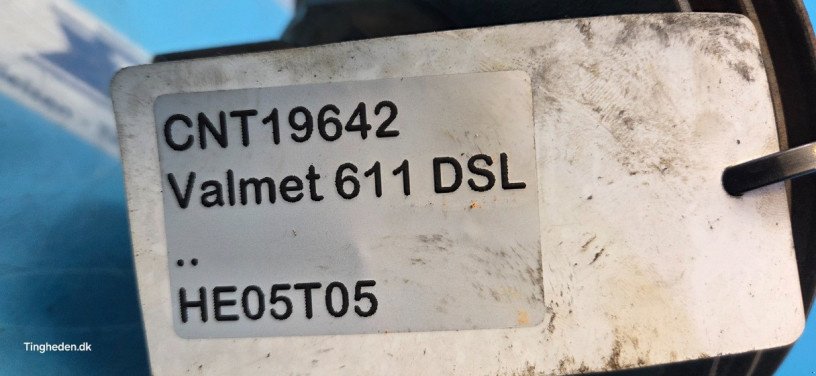 CNT19642
Valmet 611 DSL
..
HE05T05
Tingheden.dk